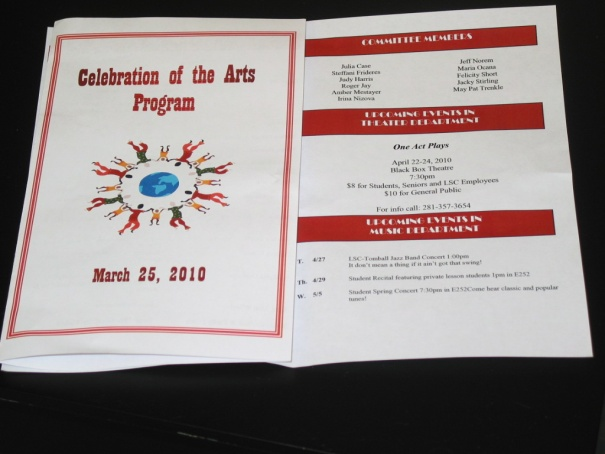 Celebration of the Arts
Program
March 25, 2010
COMMITTEE MEMBERS
Julia Case
Steffani Frideres
Judy Harris
Roger Jay
Amber Mestayer
Irina Nizova
Jeff Norem
Maria Ocana
Felicity Short
Jacky Stirling
May Pat Trenkle
UPCOMING EVENTS IN
THEATER DEPARTMENT
One Act Plays
April 22-24, 2010
Black Box Theatre
7:30pm
$8 for Students, Seniors and LSC Employees
$10 for General Public
For info call: 281-357-3654
UPCOMING EVENTS IN
MUSIC DEPARTMENT
T. 4/27 LSC-Tomball Jazz Band Concert 1:00pm
It don's mean a thing if it ain't got that swing!
Th. 4/29 Student Recital featuring private lesson students 1pm in E252
W. 5/5 Student Spring Concert 7:30pm in E252Come hear classic and popular
tunes!